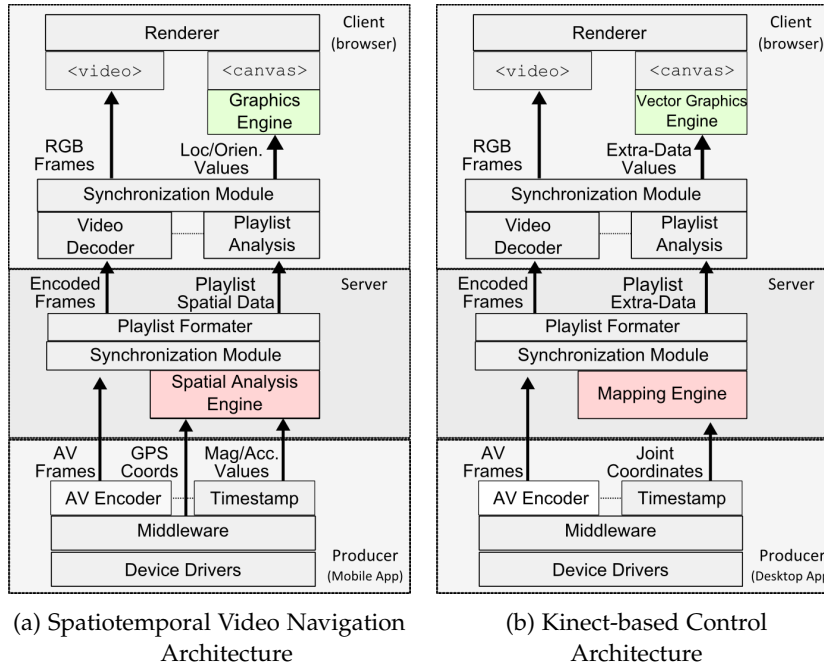 Client
(browser)
Renderer
<video>
<canvas>
Graphics
Engine
RGB
Frames
Loc/Orien.
Values
Synchronization Module
Video
Decoder
Playlist
Analysis
Encoded
Frames
Playlist
Spatial Data
Server
Playlist Formater
Synchronization Module
Spatial Analysis
Engine
AV
Frames
GPS
Coords
Mag/Acc.
Values
AV Encoder
Timestamp
Middleware
Device Drivers
Producer
(Mobile App)
(a) Spatiotemporal Video Navigation
Architecture
Client
(browser)
Renderer
<video>
<canvas>
Vector Graphics
Engine
RGB
Frames
Extra-Data
Values
Synchronization Module
Video
Decoder
Playlist
Analysis
Encoded
Frames
Playlist
Extra-Data
Server
Playlist Formater
Synchronization Module
Mapping Engine
AV
Frames
Joint
Coordinates
AV Encoder
Timestamp
Middleware
Device Drivers
Producer
(Desktop App)
(b) Kinect-based Control
Architecture